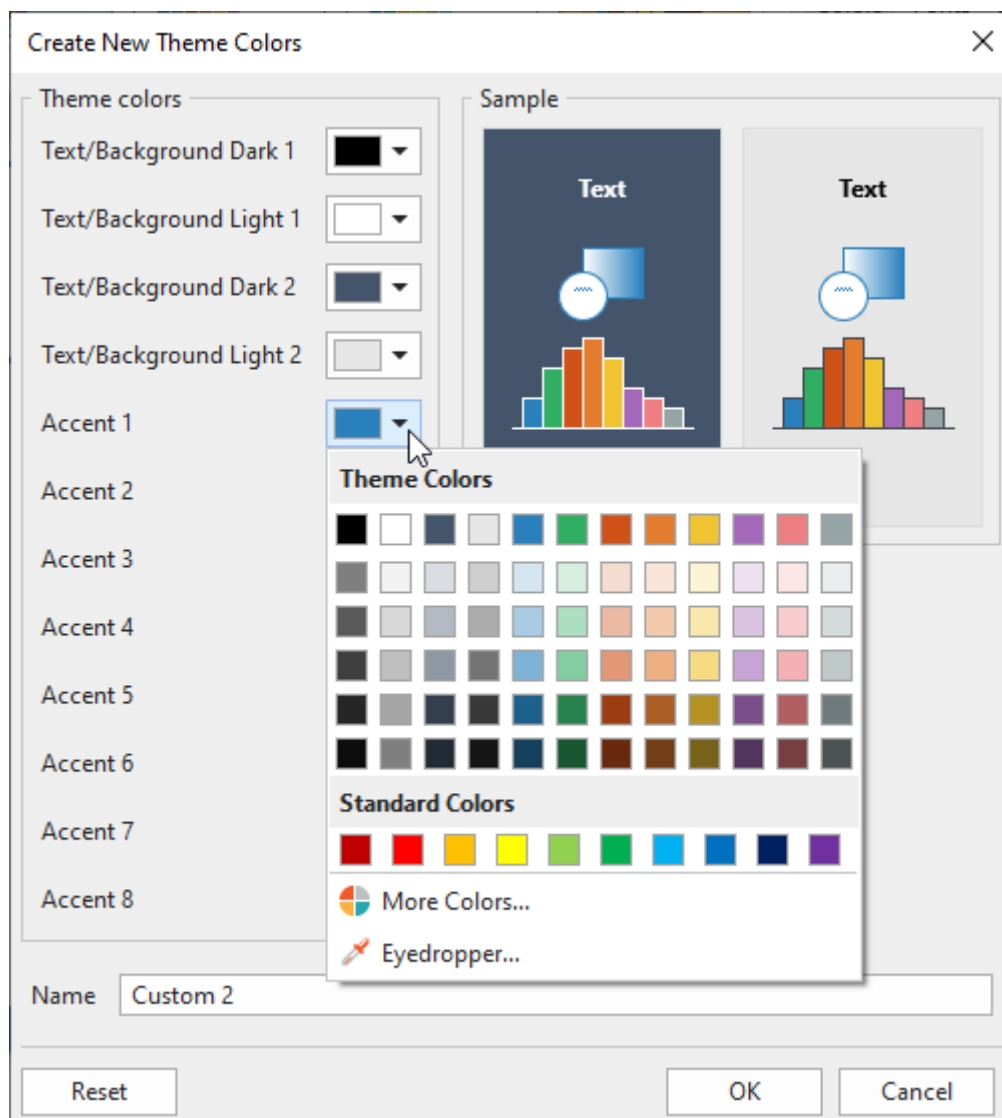 Create New Theme Colors
Theme colors
Sample
Text/Background Dark 1
Text/Background Light 1
Text/Background Dark 2
Text/Background Light 2
Accent 1
Accent 2
Accent 3
Accent 4
Accent 5
Accent 6
Accent 7
Accent 8
Text
Text
Theme Colors
Standard Colors
More Colors...
Eyedropper...
Name
Custom 2
Reset
OK
Cancel